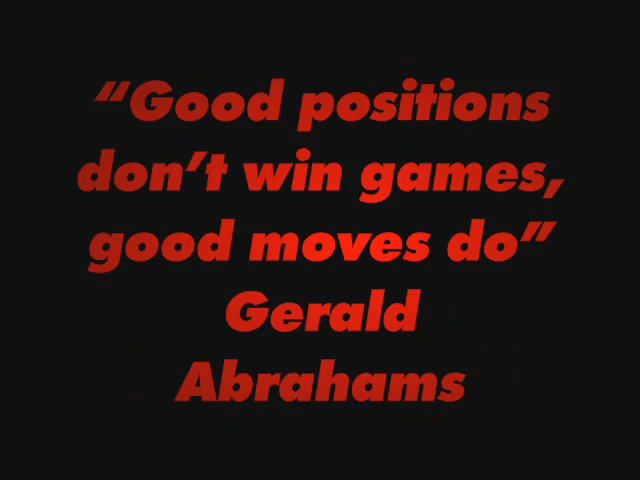 “Good positions
don’t win games,
good moves do”
Gerald
Abrahams